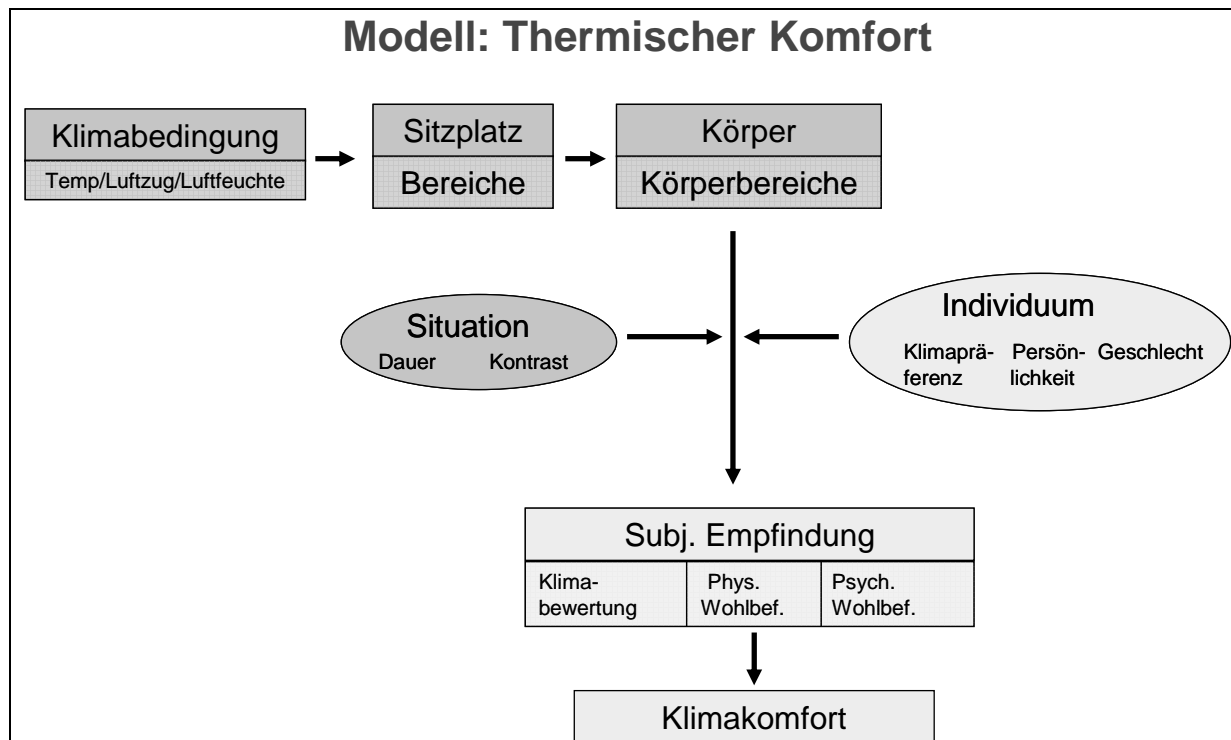 Modell: Thermischer Komfort
Klimabedingung
Temp/Luftzug/Luftfeuchte
Sitzplatz
Bereiche
Körper
Körperbereiche
Situation
Dauer Kontrast
Individuum
Klimaprä- Persön- Geschlecht
ferenz lichkeit
Subj. Empfindung
Klima- Phys. Psych.
bewertung Wohlbef. Wohlbef.
Klimakomfort